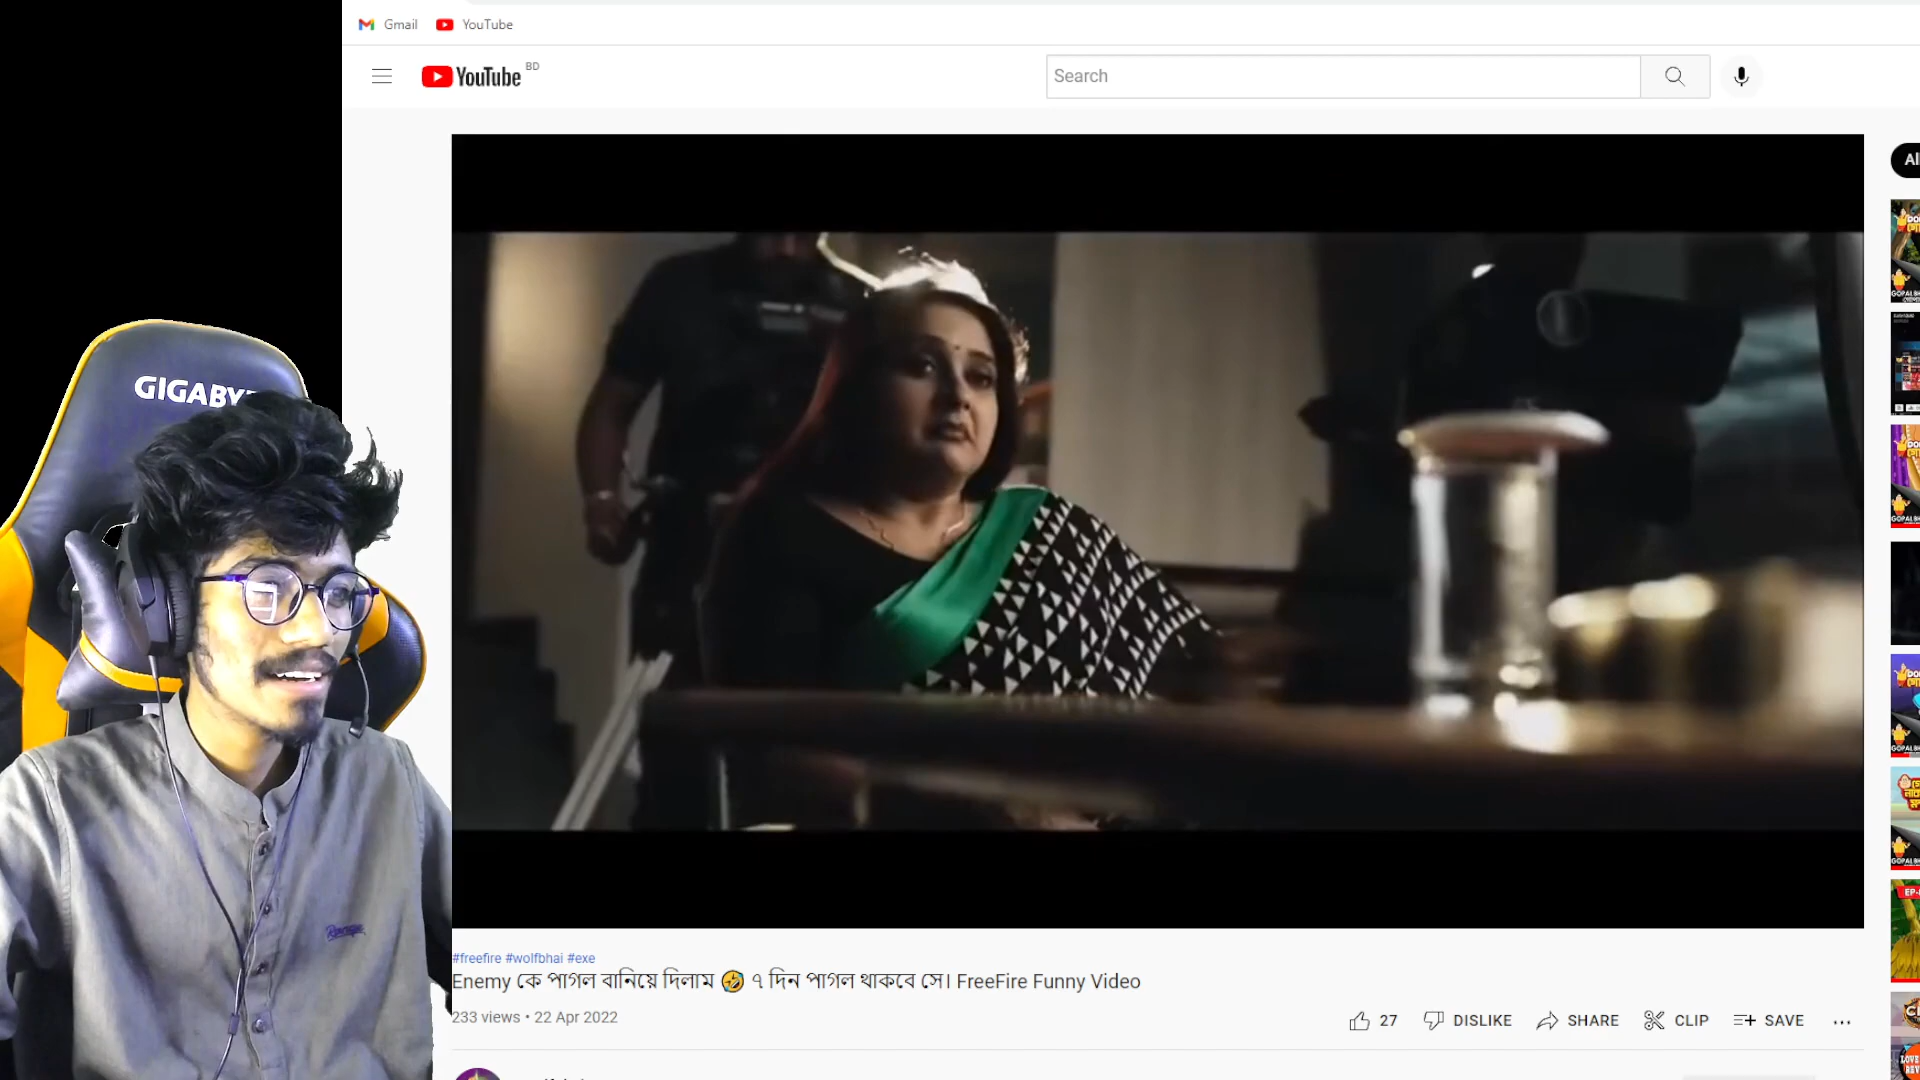 Gmail YouTube
YouTube BD
Search
GIGABY
#freefire #wolfbhai #exe
Enemy কে পাগল বানিয়ে দিলাম 🤣 ৭ দিন পাগল থাকবে সে। FreeFire Funny Video
233 views • 22 Apr 2022
27 DISLIKE SHARE CLIP SAVE ...